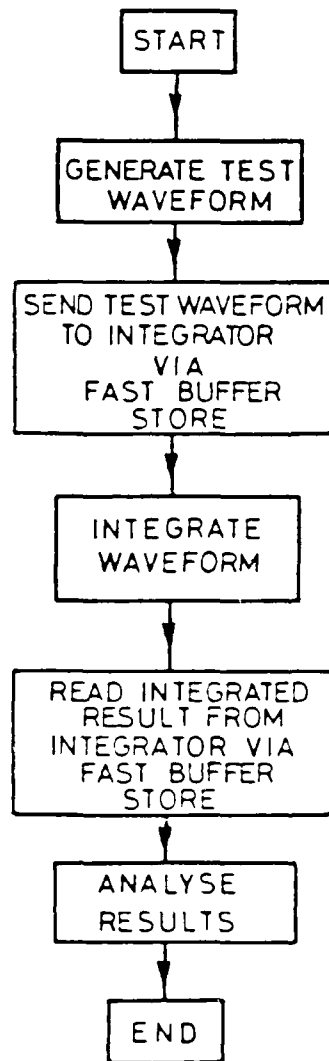 START
GENERATE TEST
WAVEFORM
SEND TEST WAVEFORM
TO INTEGRATOR
VIA
FAST BUFFER
STORE
INTEGRATE
WAVEFORM
READ INTEGRATED
RESULT FROM
INTEGRATOR VIA
FAST BUFFER
STORE
ANALYSE
RESULTS
END